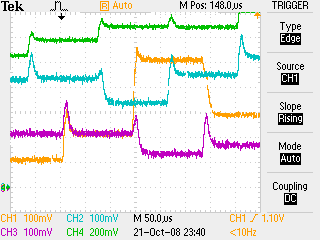 Tek R Auto M Pos: 148.0µs TRIGGER
Type
Edge
Source
CH1
Slope
Rising
Mode
Auto
Coupling
DC
CH1 100mV CH2 100mV M 50.0µs CH1 / 1.10V
CH3 100mV CH4 200mV 21-Oct-08 23:40 <10Hz